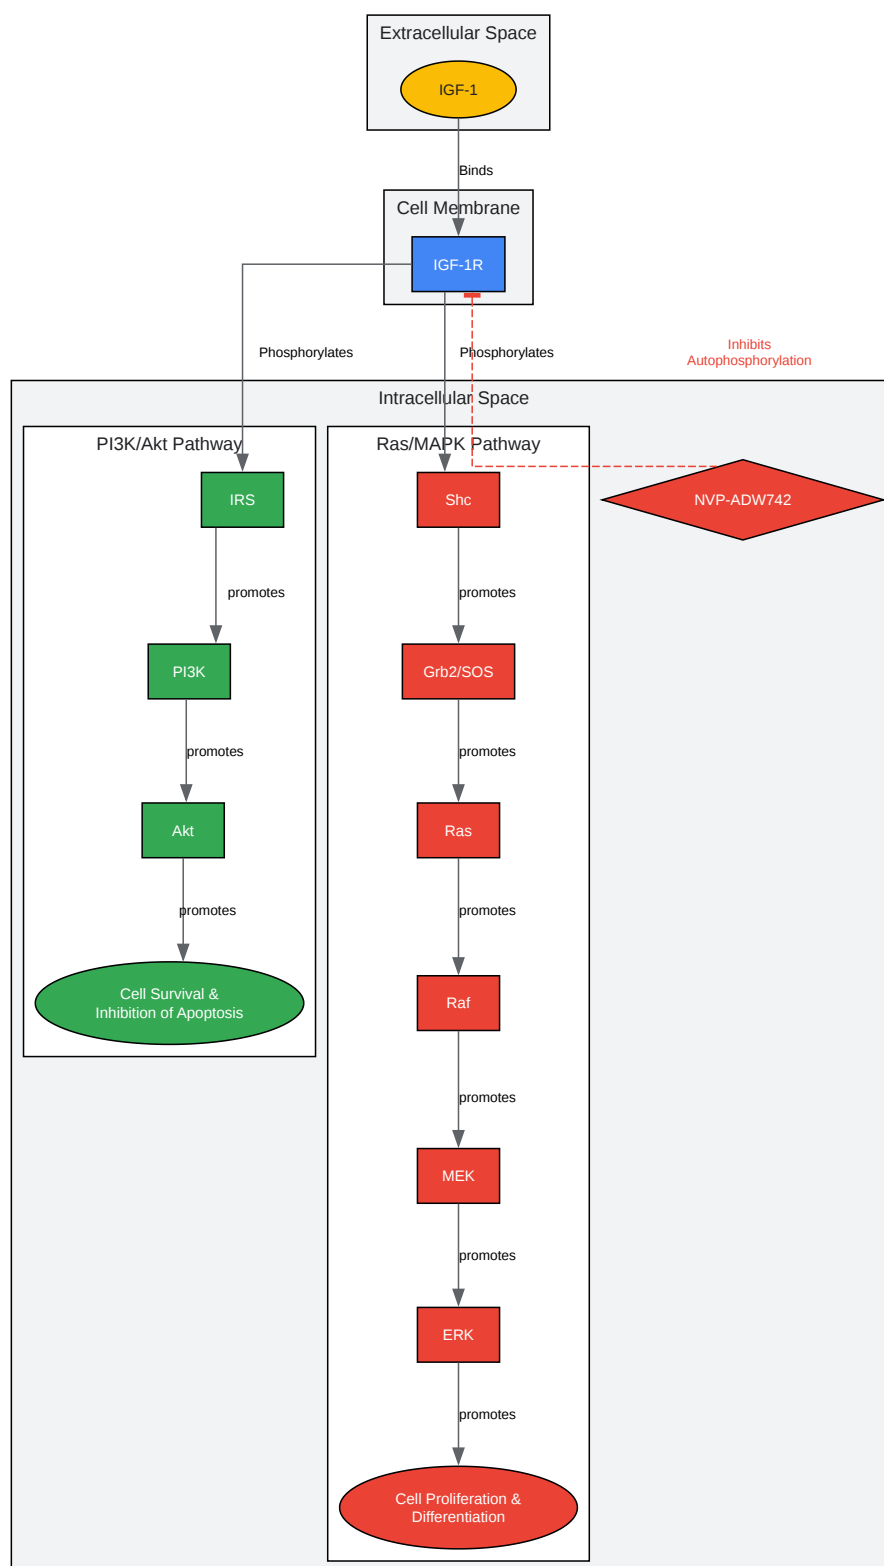 Extracellular Space
IGF-1
Binds
Cell Membrane
IGF-1R
Phosphorylates
Phosphorylates
Inhibits
Autophosphorylation
Intracellular Space
PI3K/Akt Pathway
Ras/MAPK Pathway
IRS
Shc
NVP-ADW742
promotes
promotes
PI3K
Grb2/SOS
promotes
promotes
Akt
Ras
promotes
promotes
Cell Survival &
Inhibition of Apoptosis
Raf
promotes
MEK
promotes
ERK
promotes
Cell Proliferation &
Differentiation